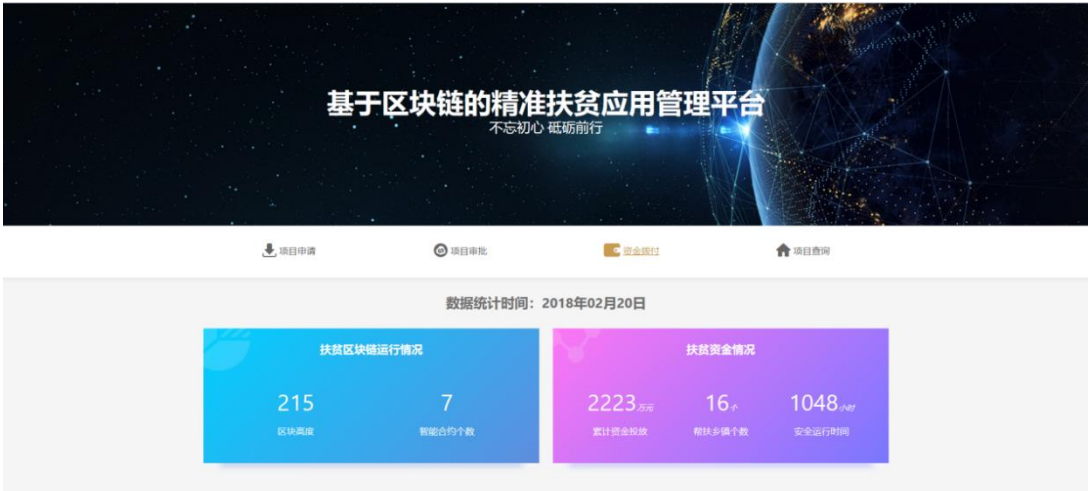 基于区块链的精准扶贫应用管理平台
不忘初心 砥砺前行
项目申请 项目审批 资金拨付 项目查询
数据统计时间：2018年02月20日
扶贫区块链运行情况
215 7
区块高度 智能合约个数
扶贫资金情况
2223万元 16个 1048小时
累计资金投放 帮扶乡镇个数 安全运行时间